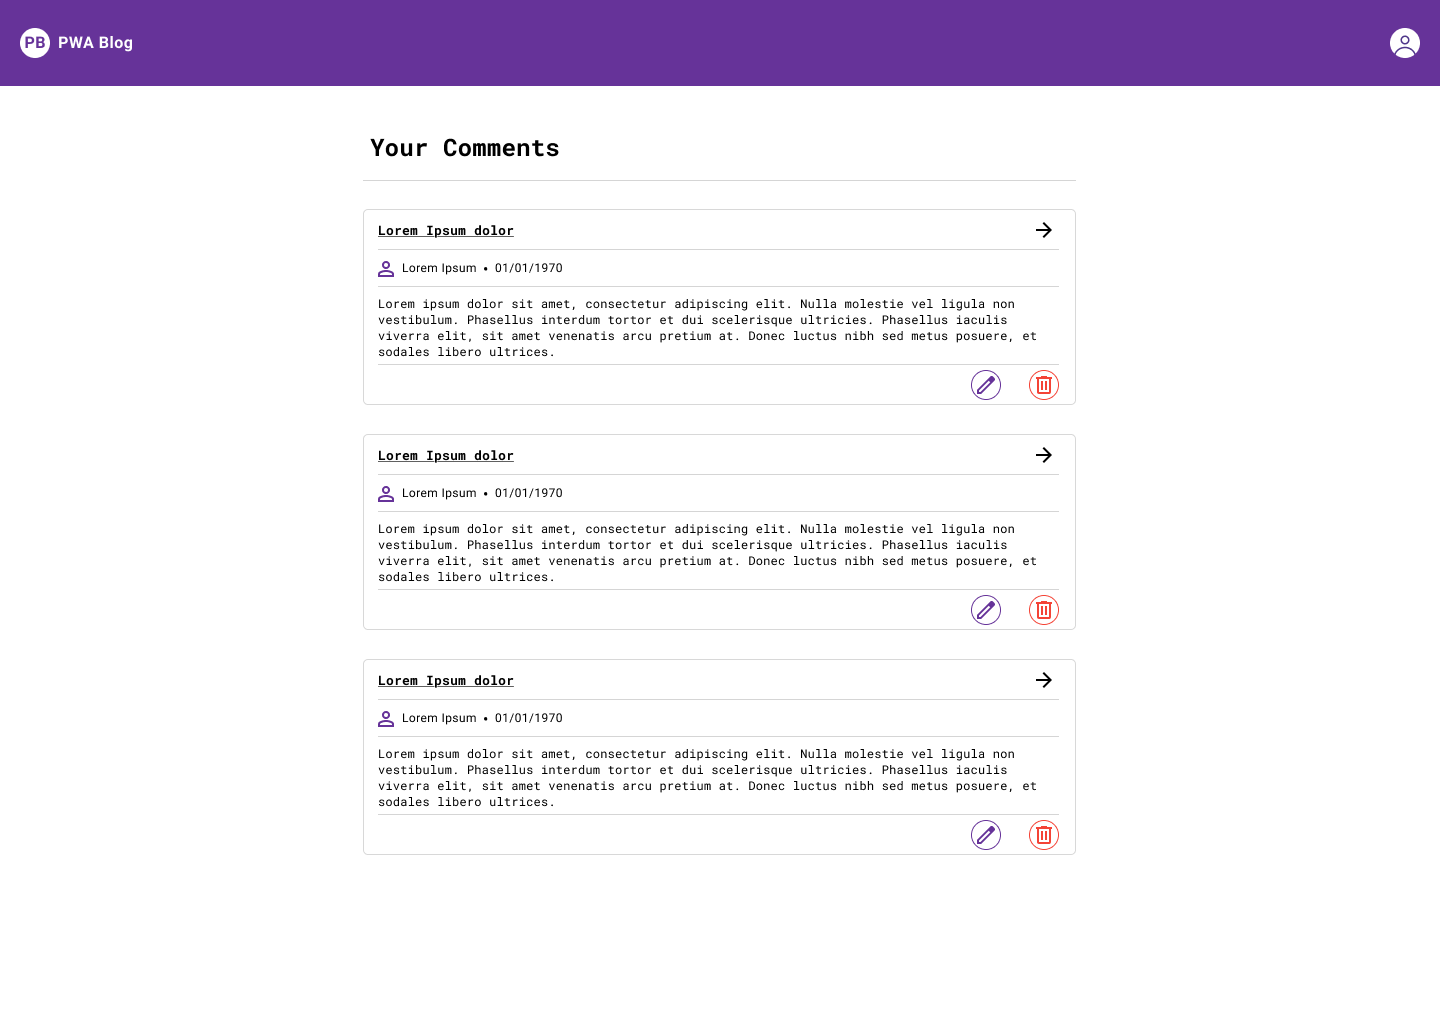 PB PWA Blog
Your Comments
Lorem Ipsum dolor
Lorem Ipsum • 01/01/1970
Lorem ipsum dolor sit amet, consectetur adipiscing elit. Nulla molestie vel ligula non
vestibulum. Phasellus interdum tortor et dui scelerisque ultricies. Phasellus iaculis
viverra elit, sit amet venenatis arcu pretium at. Donec luctus nibh sed metus posuere, et
sodales libero ultrices.
Lorem Ipsum dolor
Lorem Ipsum • 01/01/1970
Lorem ipsum dolor sit amet, consectetur adipiscing elit. Nulla molestie vel ligula non
vestibulum. Phasellus interdum tortor et dui scelerisque ultricies. Phasellus iaculis
viverra elit, sit amet venenatis arcu pretium at. Donec luctus nibh sed metus posuere, et
sodales libero ultrices.
Lorem Ipsum dolor
Lorem Ipsum • 01/01/1970
Lorem ipsum dolor sit amet, consectetur adipiscing elit. Nulla molestie vel ligula non
vestibulum. Phasellus interdum tortor et dui scelerisque ultricies. Phasellus iaculis
viverra elit, sit amet venenatis arcu pretium at. Donec luctus nibh sed metus posuere, et
sodales libero ultrices.